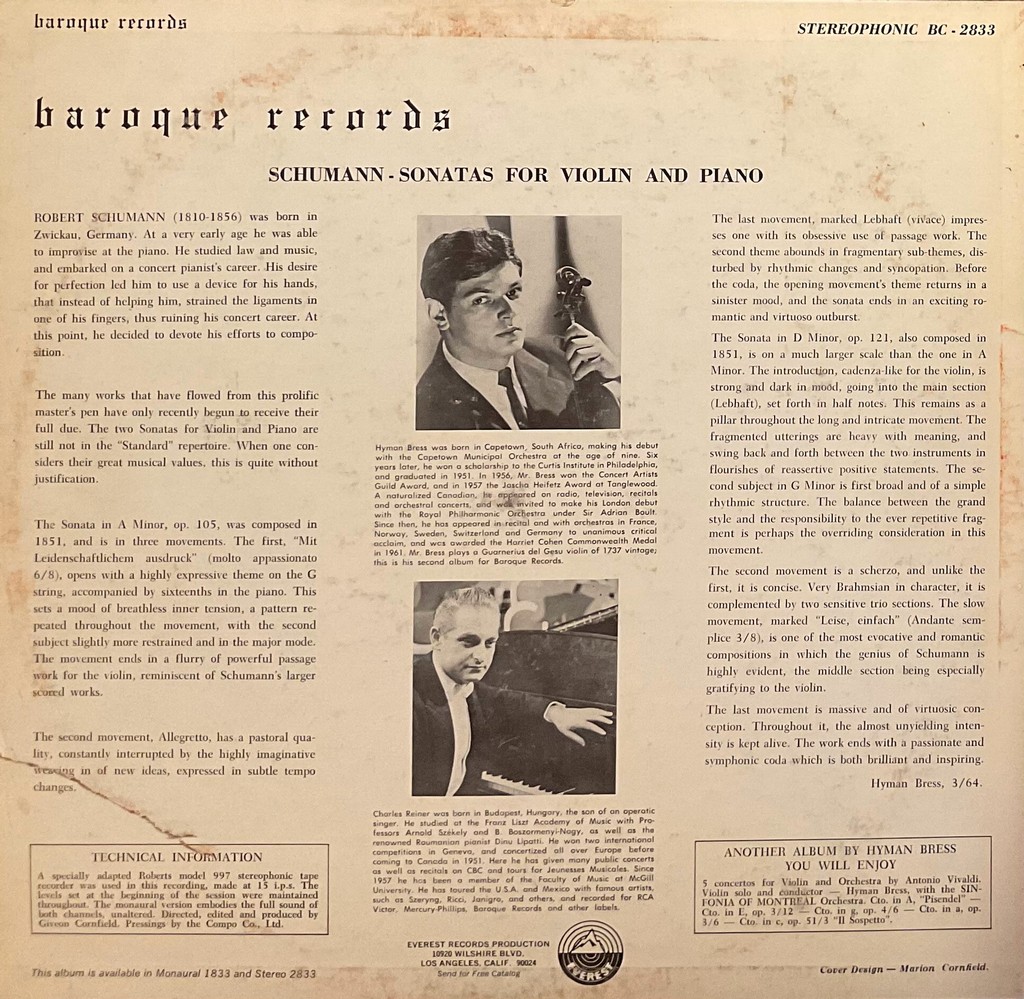 baroque records
STEREOPHONIC BC - 2833
baroque records
SCHUMANN - SONATAS FOR VIOLIN AND PIANO
ROBERT SCHUMANN (1810-1856) was born in
Zwickau, Germany. At a very early age he was able
to improvise at the piano. He studied law and music,
and embarked on a concert pianist's career. His desire
for perfection led him to use a device for his hands,
that instead of helping him, strained the ligaments in
one of his fingers, thus ruining his concert career. At
this point, he decided to devote his efforts to compo-
sition.
The many works that have flowed from this prolific
master's pen have only recently begun to receive their
full due. The two Sonatas for Violin and Piano are
still not in the "Standard" repertoire. When one con-
siders their great musical values, this is quite without
justification.
The Sonata in A Minor, op. 105, was composed in
1851, and is in three movements. The first, "Mit
Leidenschaftlichem ausdruck" (molto appassionato
6/8), opens with a highly expressive theme on the G
string, accompanied by sixteenths in the piano. This
sets a mood of breathless inner tension, a pattern re-
peated throughout the movement, with the second
subject slightly more restrained and in the major mode.
The movement ends in a flurry of powerful passage
work for the violin, reminiscent of Schumann's larger
scored works.
The second movement, Allegretto, has a pastoral qua-
lity, constantly interrupted by the highly imaginative
weaving in of new ideas, expressed in subtle tempo
changes.
TECHNICAL INFORMATION
A specially adapted Roberts model 997 stereophonic tape
recorder was used in this recording, made at 15 i.p.s. The
levels set at the beginning of the session were maintained
throughout. The monaural version embodies the full sound of
both channels, unaltered. Directed, edited and produced by
Giveon Cornfield. Pressings by the Compo Co., Ltd.
This album is available in Monaural 1833 and Stereo 2833
Hyman Bress was born in Capetown, South Africa, making his debut
with the Capetown Municipal Orchestra at the age of nine. Six
years later, he won a scholarship to the Curtis Institute in Philadelphia,
and graduated in 1951. In 1956, Mr. Bress won the Concert Artists
Guild Award, and in 1957 the Jascha Heifetz Award at Tanglewood.
A naturalized Canadian, he appeared on radio, television, recitals
and orchestral concerts, and was invited to make his London debut
with the Royal Philharmonic Orchestra under Sir Adrian Boult.
Since then, he has appeared in recital and with orchestras in France,
Norway, Sweden, Switzerland and Germany to unanimous critical
acclaim, and was awarded the Harriet Cohen Commonwealth Medal
in 1961. Mr. Bress plays a Guarnerius del Gesu violin of 1737 vintage;
this is his second album for Baroque Records.
Charles Reiner was born in Budapest, Hungary, the son of an operatic
singer. He studied at the Franz Liszt Academy of Music with Pro-
fessors Arnold Székely and B. Boszormenyi-Nagy, as well as the
renowned Roumanian pianist Dinu Lipatti. He won two international
competitions in Geneva, and concertized all over Europe before
coming to Canada in 1951. Here he has given many public concerts
as well as recitals on CBC and tours for Jeunesses Musicales. Since
1957 he has been a member of the Faculty of Music at McGill
University. He has toured the U.S.A. and Mexico with famous artists,
such as Szeryng, Ricci, Janigro, and others, and recorded for RCA
Victor, Mercury-Phillips, Baroque Records and other labels.
EVEREST RECORDS PRODUCTION
10920 WILSHIRE BLVD.
LOS ANGELES, CALIF. 90024
Send for Free Catalog
EVEREST
The last movement, marked Lebhaft (vivace) impres-
ses one with its obsessive use of passage work. The
second theme abounds in fragmentary sub-themes, dis-
turbed by rhythmic changes and syncopation. Before
the coda, the opening movement's theme returns in a
sinister mood, and the sonata ends in an exciting ro-
mantic and virtuoso outburst.
The Sonata in D Minor, op. 121, also composed in
1851, is on a much larger scale than the one in A
Minor. The introduction, cadenza-like for the violin, is
strong and dark in mood, going into the main section
(Lebhaft), set forth in half notes. This remains as a
pillar throughout the long and intricate movement. The
fragmented utterings are heavy with meaning, and
swing back and forth between the two instruments in
flourishes of reassertive positive statements. The se-
cond subject in G Minor is first broad and of a simple
rhythmic structure. The balance between the grand
style and the responsibility to the ever repetitive frag-
ment is perhaps the overriding consideration in this
movement.
The second movement is a scherzo, and unlike the
first, it is concise. Very Brahmsian in character, it is
complemented by two sensitive trio sections. The slow
movement, marked "Leise, einfach" (Andante sem-
plice 3/8), is one of the most evocative and romantic
compositions in which the genius of Schumann is
highly evident, the middle section being especially
gratifying to the violin.
The last movement is massive and of virtuosic con-
ception. Throughout it, the almost unyielding inten-
sity is kept alive. The work ends with a passionate and
symphonic coda which is both brilliant and inspiring.
Hyman Bress, 3/64.
ANOTHER ALBUM BY HYMAN BRESS
YOU WILL ENJOY
5 concertos for Violin and Orchestra by Antonio Vivaldi.
Violin solo and conductor — Hyman Bress, with the SIN-
FONIA OF MONTREAL Orchestra. Cto. in A, "Pisendel" —
Cto. in E, op. 3/12 — Cto. in g, op. 4/6 — Cto. in a, op.
3/6 — Cto. in c, op. 51/3 "Il Sospetto".
Cover Design — Marion Cornfield.